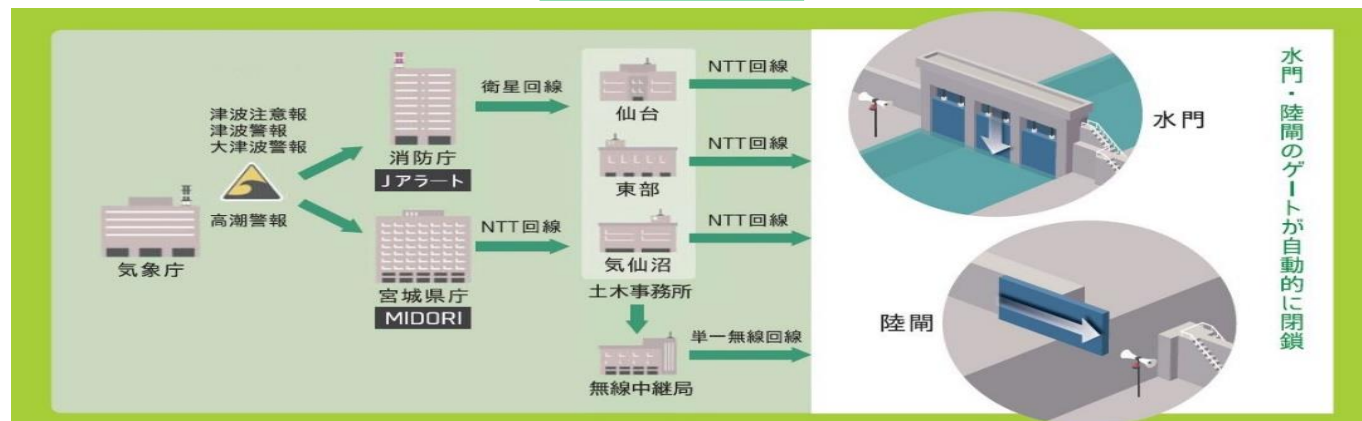 津波注意報
津波警報
大津波警報
高潮警報
気象庁
消防庁
Jアラート
宮城県庁
MIDORI
衛星回線
NTT回線
仙台
東部
気仙沼
土木事務所
無線中継局
NTT回線
NTT回線
NTT回線
単一無線回線
水門
陸閘
水門・陸閘のゲートが自動的に閉鎖